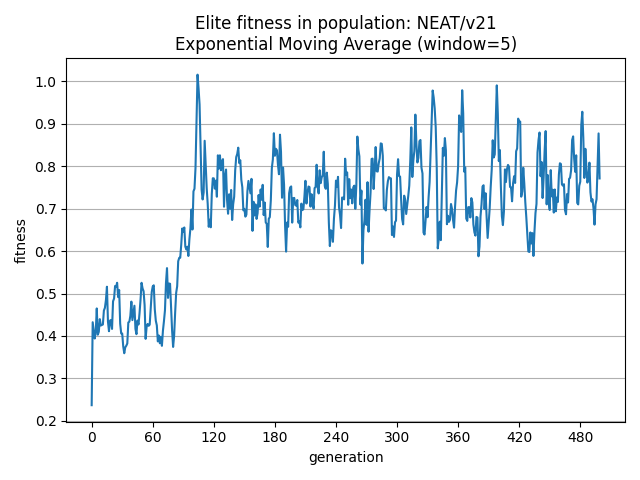 Elite fitness in population: NEAT/v21
Exponential Moving Average (window=5)
fitness
1.0
0.9
0.8
0.7
0.6
0.5
0.4
0.3
0.2
0 60 120 180 240 300 360 420 480
generation